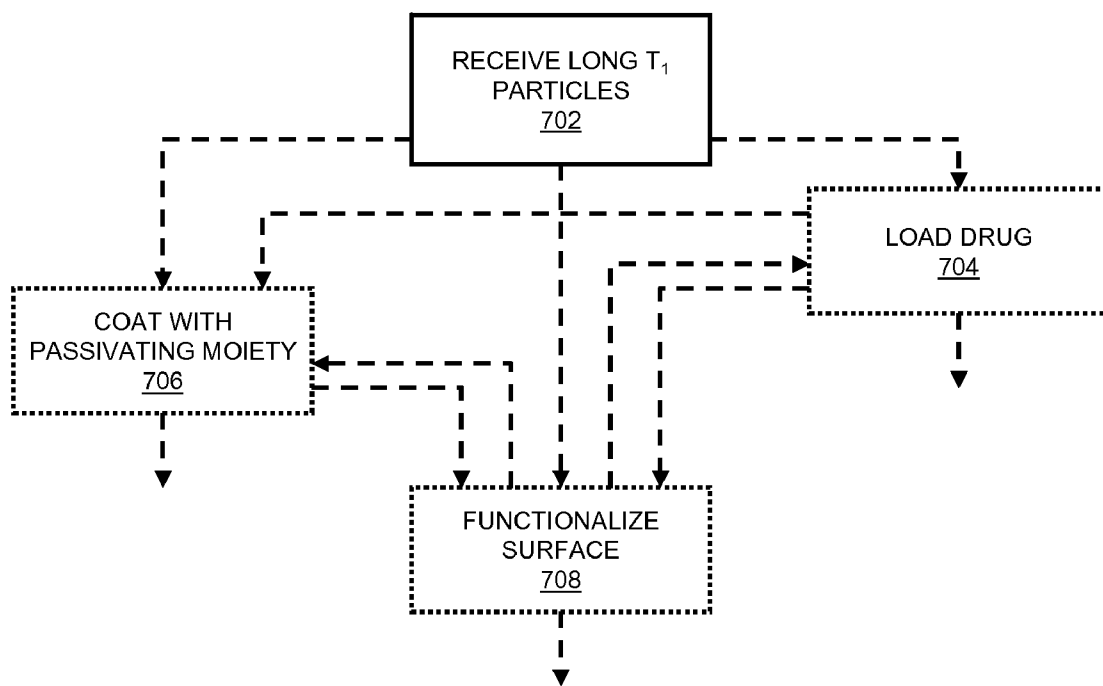 RECEIVE LONG T₁
PARTICLES
702
LOAD DRUG
704
COAT WITH
PASSIVATING MOIETY
706
FUNCTIONALIZE
SURFACE
708